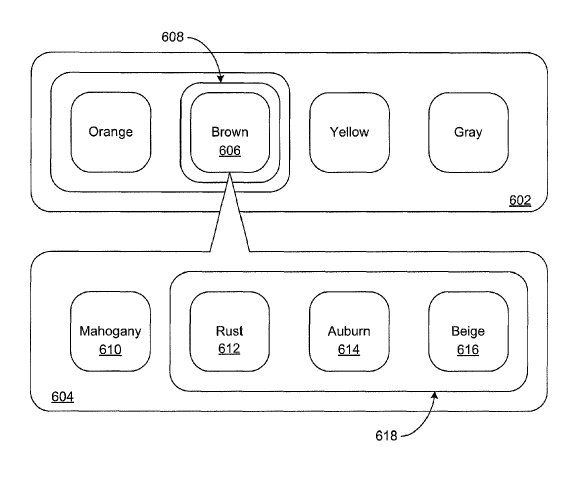 608
Orange
Brown
606
Yellow
Gray
602
Mahogany
610
Rust
612
Auburn
614
Beige
616
604
618